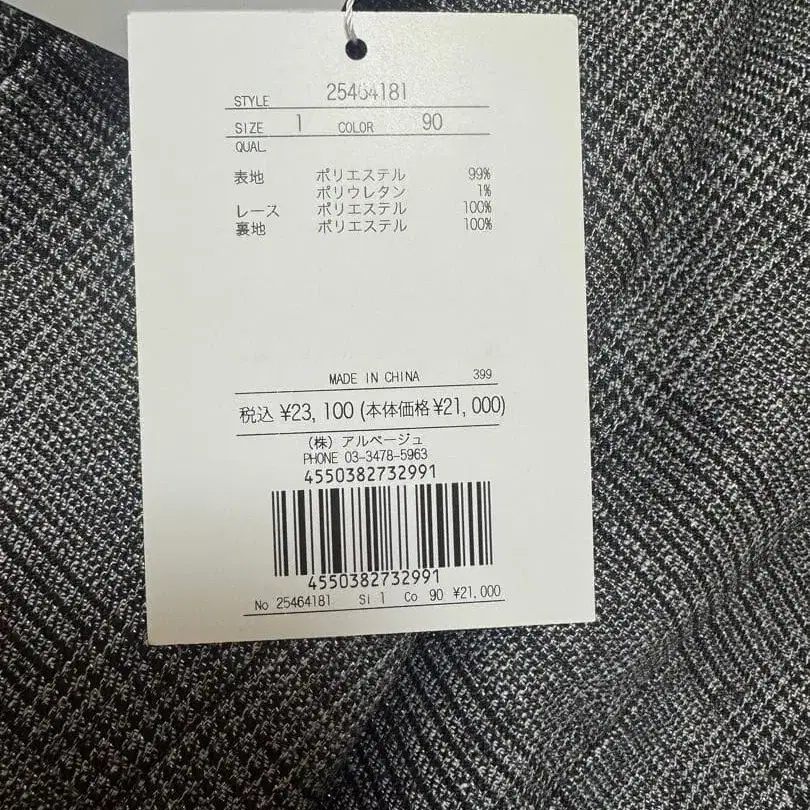 STYLE 25464181
SIZE 1 COLOR 90
QUAL
表地 ポリエステル 99%
ポリウレタン 1%
レース ポリエステル 100%
裏地 ポリエステル 100%
MADE IN CHINA 399
税込 ¥23,100 (本体価格 ¥21,000)
(株) アルページュ
PHONE 03-3478-5963
4550382732991
4550382732991
No 25464181 Si 1 Co 90 ¥21,000